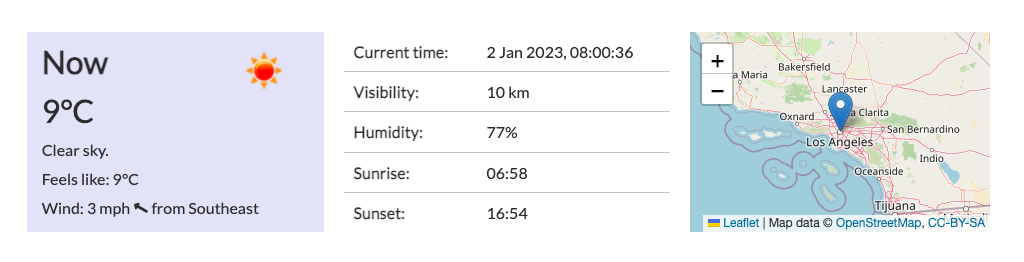 Now
9°C
Clear sky.
Feels like: 9°C
Wind: 3 mph ↖ from Southeast
Current time: 2 Jan 2023, 08:00:36
Visibility: 10 km
Humidity: 77%
Sunrise: 06:58
Sunset: 16:54
+
−
Bakersfield
a Maria
Lancaster
Oxnard
a Clarita
San Bernardino
Los Angeles
Indio
Oceanside
Tijuana
Leaflet | Map data © OpenStreetMap, CC-BY-SA